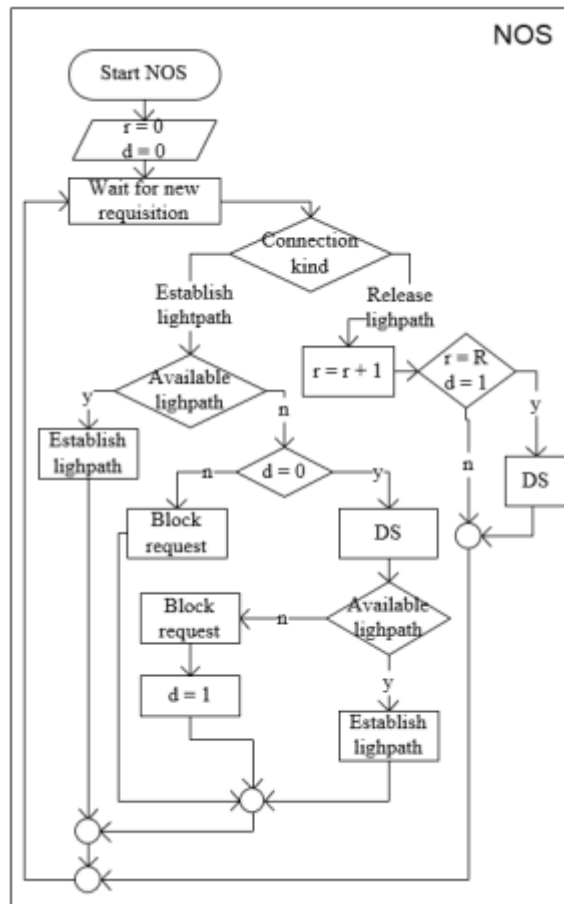 NOS
Start NOS
r = 0
d = 0
Wait for new
requisition
Connection
kind
Establish
lightpath
Release
lighpath
Available
lighpath
r = r + 1
r = R
d = 1
y
n
y
Establish
lighpath
n
DS
n
d = 0
y
Block
request
DS
Block
request
n
Available
lighpath
d = 1
y
Establish
lighpath